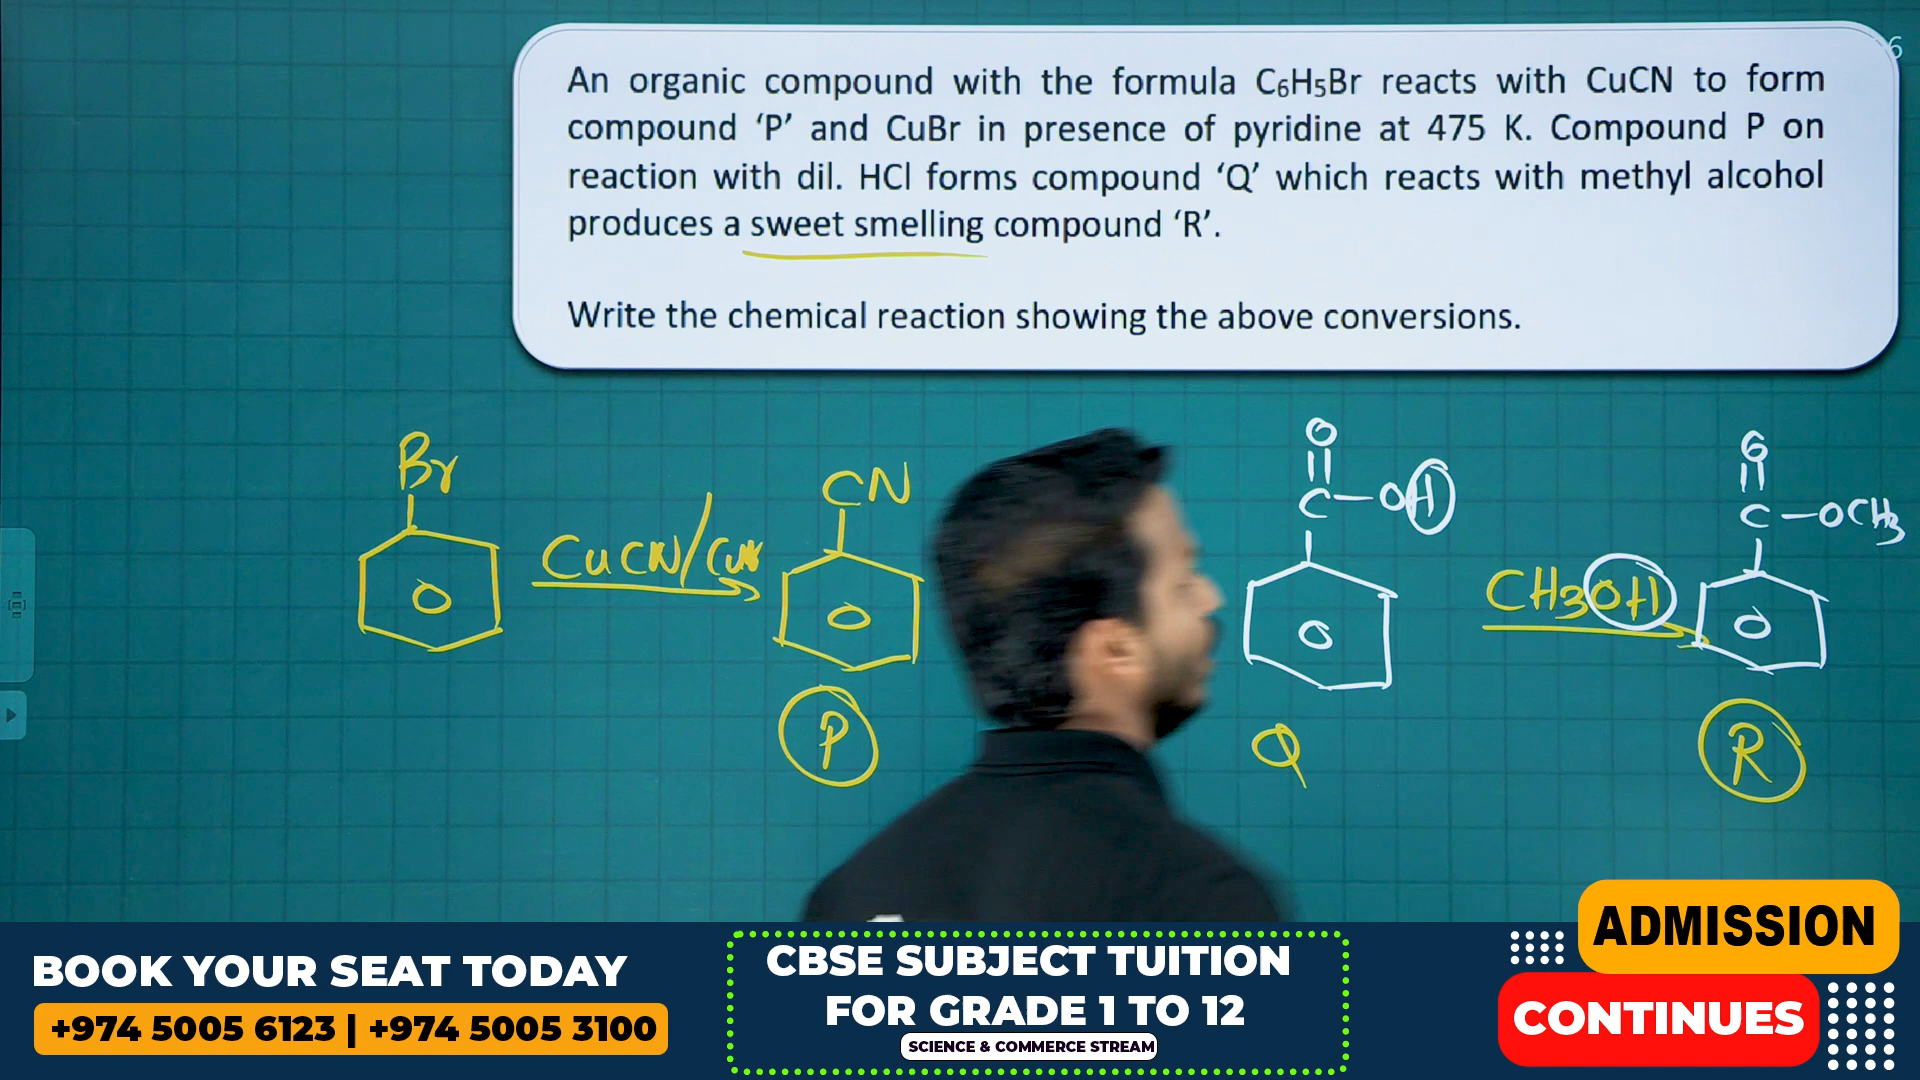 6
An organic compound with the formula C₆H₅Br reacts with CuCN to form
compound ‘P’ and CuBr in presence of pyridine at 475 K. Compound P on
reaction with dil. HCl forms compound ‘Q’ which reacts with methyl alcohol
produces a sweet smelling compound ‘R’.
Write the chemical reaction showing the above conversions.
Br
CuCN/
CN
P
O
C-OH
Q
CH3OH
O
C-OCH3
R
BOOK YOUR SEAT TODAY
+974 5005 6123 | +974 5005 3100
CBSE SUBJECT TUITION
FOR GRADE 1 TO 12
SCIENCE & COMMERCE STREAM
ADMISSION
CONTINUES